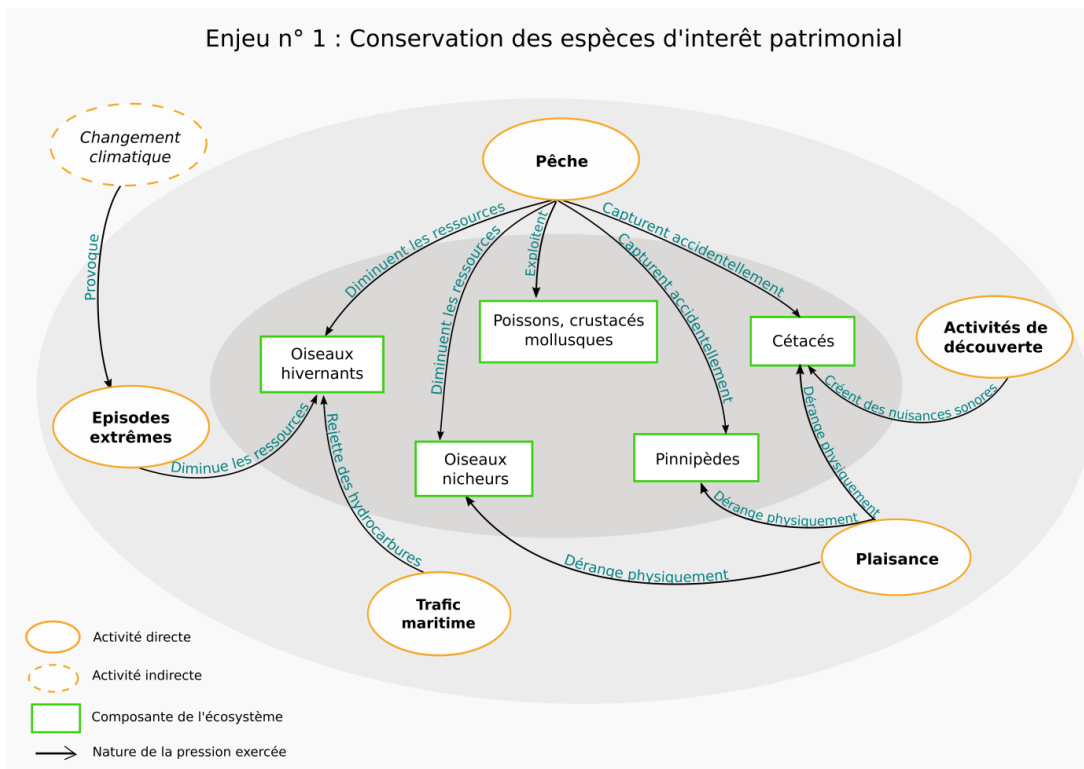 Enjeu n° 1 : Conservation des espèces d'interêt patrimonial
Changement
climatique
Pêche
Provoque
Diminuent les ressources
Diminuent les ressources
Exploitent
Capturent accidentellement
Capturent accidentellement
Oiseaux
hivernants
Poissons, crustacés
mollusques
Cétacés
Activités de
découverte
Episodes
extrêmes
Diminue les ressources
Rejette des hydrocarbures
Oiseaux
nicheurs
Pinnipèdes
Créent des nuisances sonores
Dérange physiquement
Dérange physiquement
Dérange physiquement
Plaisance
Trafic
maritime
Activité directe
Activité indirecte
Composante de l'écosystème
Nature de la pression exercée